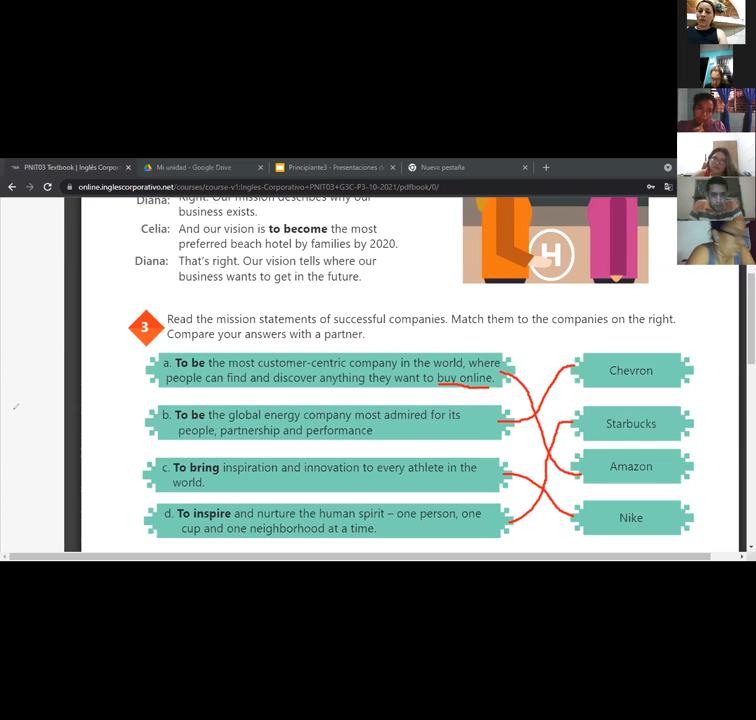 PNIT03 Textbook | Inglés Corpor
Mi unidad - Google Drive
Principiante3 - Presentaciones d
Nueva pestaña
online.inglescorporativo.net/courses/course-v1:Ingles-Corporativo+PNIT03+G3C-P3-10-2021/pdfbook/0/
Diana: Right. Our mission describes why our
business exists.
Celia: And our vision is to become the most
preferred beach hotel by families by 2020.
Diana: That's right. Our vision tells where our
business wants to get in the future.
H
3 Read the mission statements of successful companies. Match them to the companies on the right.
Compare your answers with a partner.
a. To be the most customer-centric company in the world, where
people can find and discover anything they want to buy online.
Chevron
b. To be the global energy company most admired for its
people, partnership and performance
Starbucks
c. To bring inspiration and innovation to every athlete in the
world.
Amazon
d. To inspire and nurture the human spirit – one person, one
cup and one neighborhood at a time.
Nike